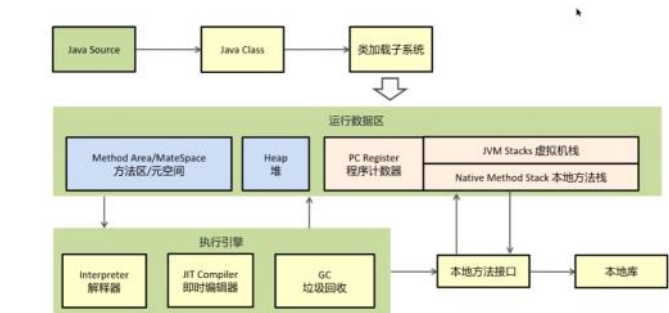 Java Source
Java Class
类加载子系统
运行数据区
Method Area/MateSpace
方法区/元空间
Heap
堆
PC Register
程序计数器
JVM Stacks 虚拟机栈
Native Method Stack 本地方法栈
执行引擎
Interpreter
解释器
JIT Compiler
即时编辑器
GC
垃圾回收
本地方法接口
本地库